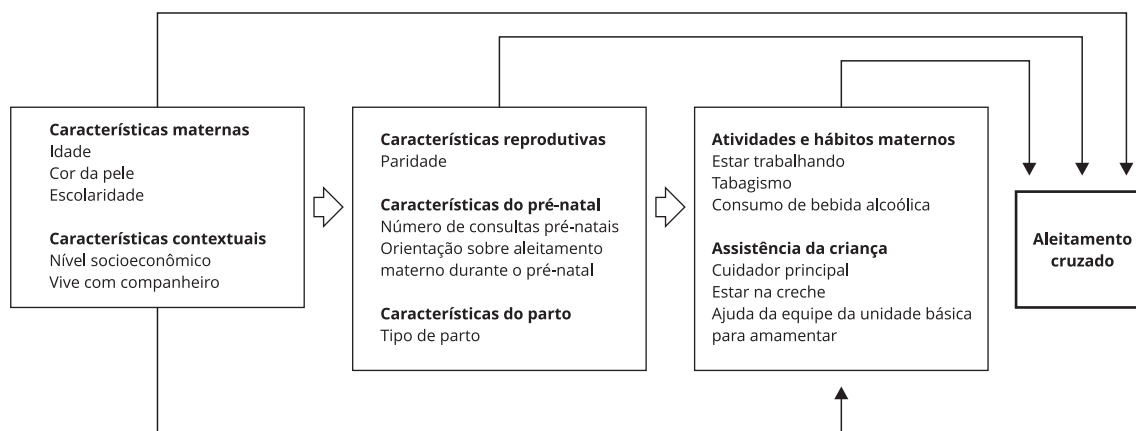 Características maternas
Idade
Cor da pele
Escolaridade
Características contextuais
Nível socioeconômico
Vive com companheiro
Características reprodutivas
Paridade
Características do pré-natal
Número de consultas pré-natais
Orientação sobre aleitamento
materno durante o pré-natal
Características do parto
Tipo de parto
Atividades e hábitos maternos
Estar trabalhando
Tabagismo
Consumo de bebida alcoólica
Assistência da criança
Cuidador principal
Estar na creche
Ajuda da equipe da unidade básica
para amamentar
Aleitamento
cruzado